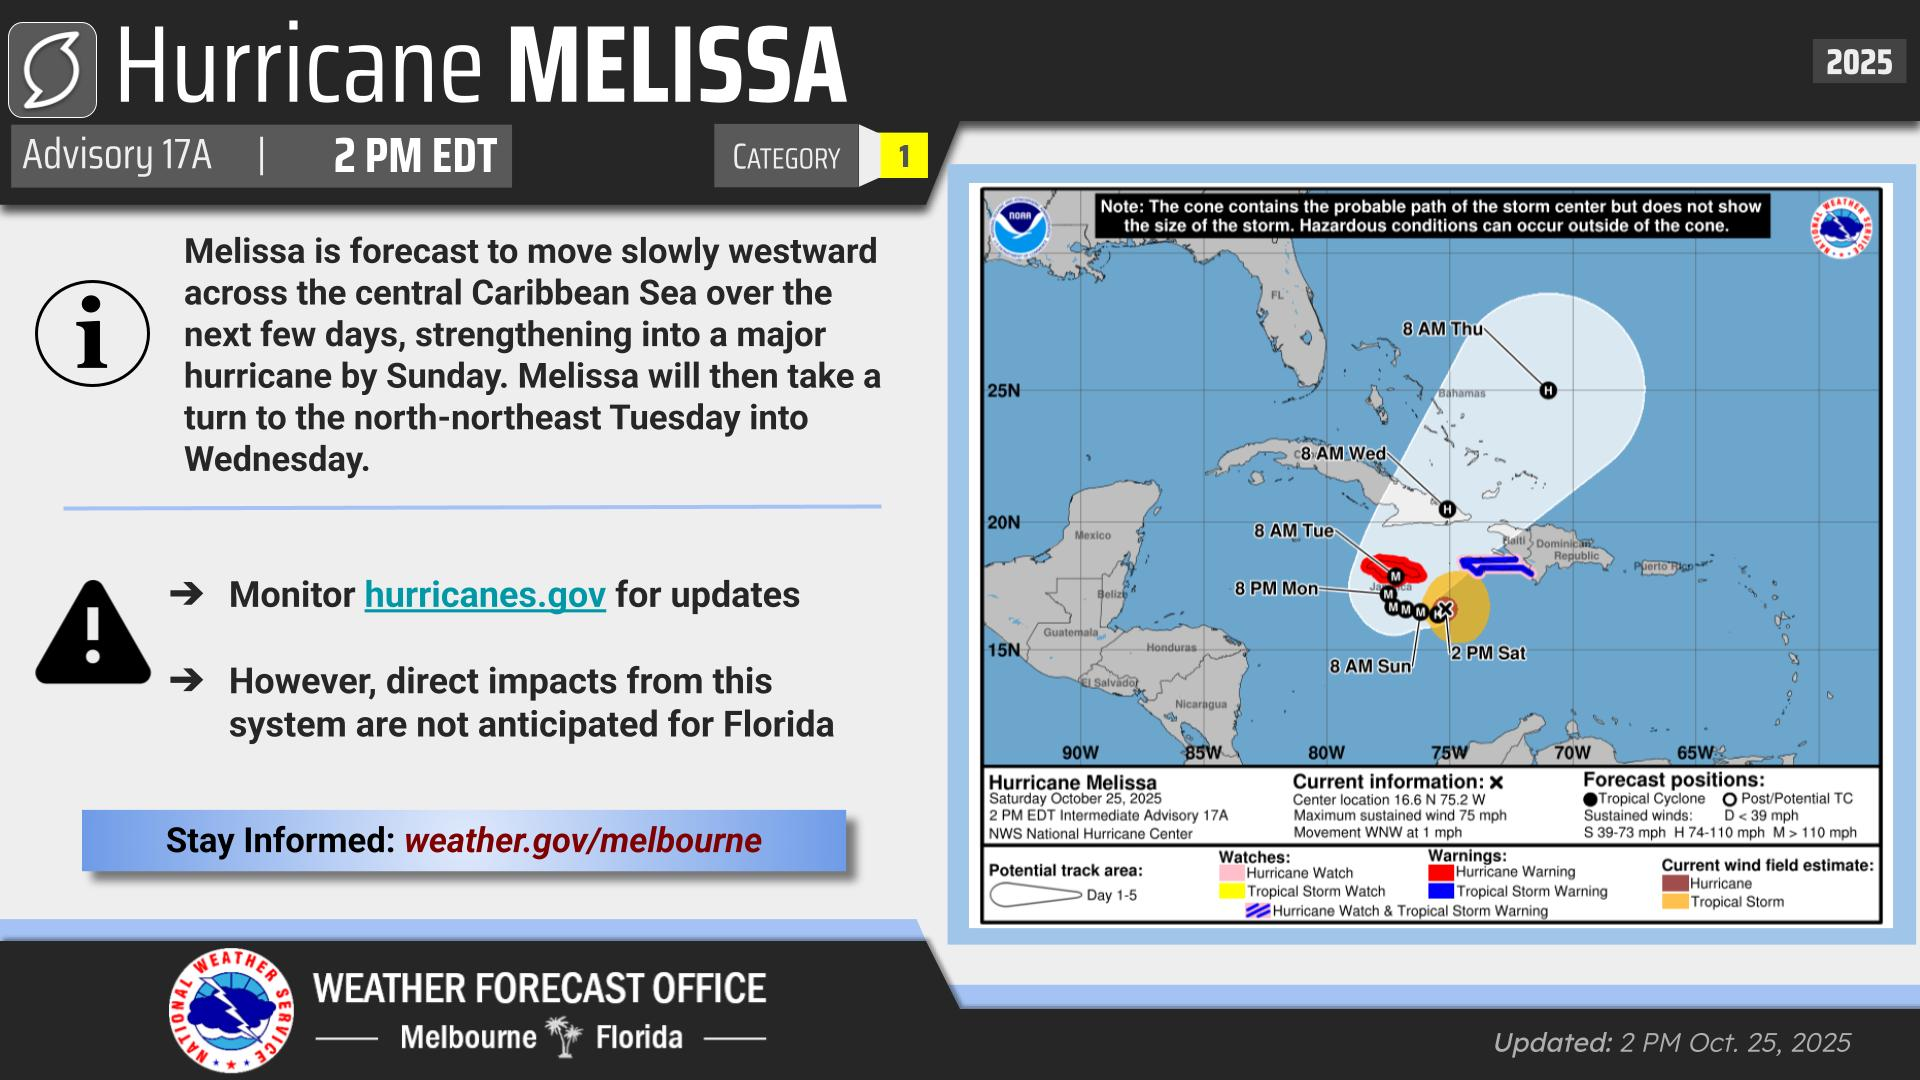 Hurricane MELISSA
2025
Advisory 17A | 2 PM EDT
CATEGORY 1
Melissa is forecast to move slowly westward
across the central Caribbean Sea over the
next few days, strengthening into a major
hurricane by Sunday. Melissa will then take a
turn to the north-northeast Tuesday into
Wednesday.
➔ Monitor hurricanes.gov for updates
➔ However, direct impacts from this
system are not anticipated for Florida
Stay Informed: weather.gov/melbourne
NATIONAL WEATHER SERVICE
WEATHER FORECAST OFFICE
Melbourne Florida
Note: The cone contains the probable path of the storm center but does not show
the size of the storm. Hazardous conditions can occur outside of the cone.
NOAA
NATIONAL WEATHER SERVICE
FL
8 AM Thu
H
25N
Bahamas
8 AM Wed
H
20N
Mexico
8 AM Tue
Haiti
Dominican
Republic
Puerto Rico
M
8 PM Mon
M
Belize
M M M H
Guatemala
Honduras
15N
2 PM Sat
8 AM Sun
El Salvador
Nicaragua
90W 85W 80W 75W 70W 65W
Hurricane Melissa
Saturday October 25, 2025
2 PM EDT Intermediate Advisory 17A
NWS National Hurricane Center
Current information: ×
Center location 16.6 N 75.2 W
Maximum sustained wind 75 mph
Movement WNW at 1 mph
Forecast positions:
Tropical Cyclone Post/Potential TC
Sustained winds: D < 39 mph
S 39-73 mph H 74-110 mph M > 110 mph
Potential track area:
Day 1-5
Watches:
Hurricane Watch
Tropical Storm Watch
Warnings:
Hurricane Warning
Tropical Storm Warning
Hurricane Watch & Tropical Storm Warning
Current wind field estimate:
Hurricane
Tropical Storm
Updated: 2 PM Oct. 25, 2025